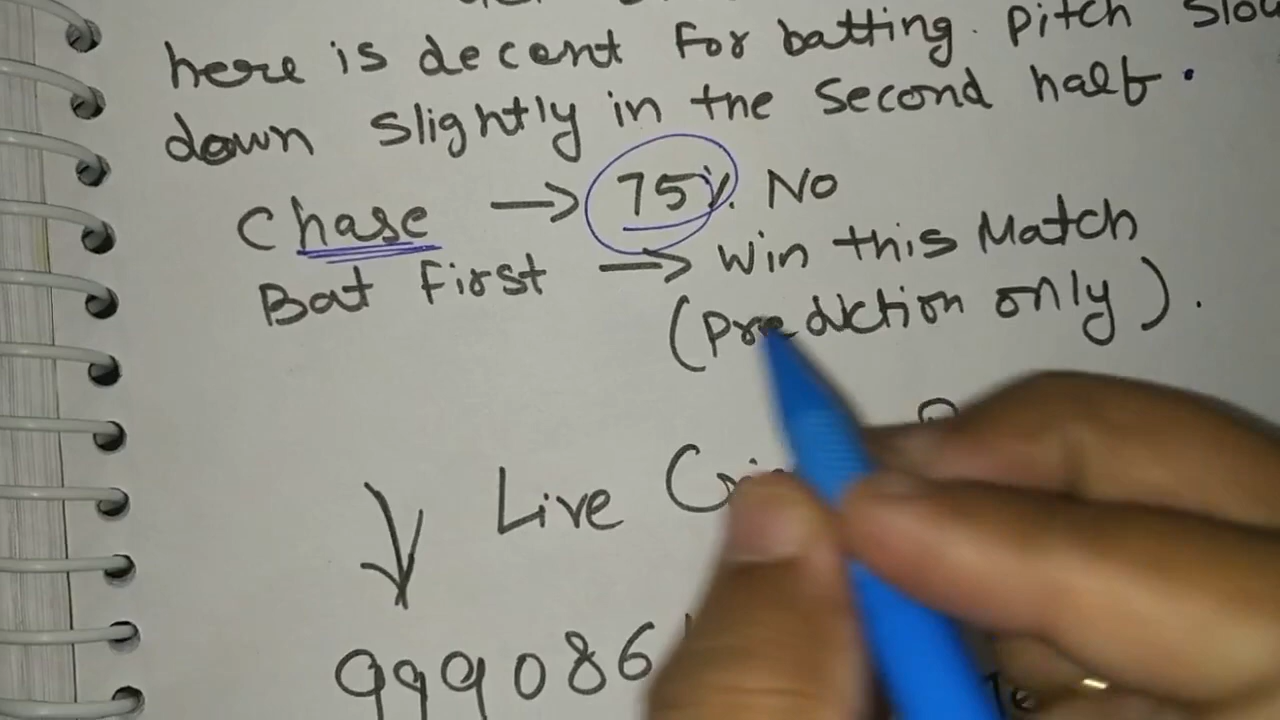 here is decent for batting. Pitch slow
down slightly in the second half.
Chase → 75%. No
Bat First → Win this Match
(Prediction only).
Live
999086